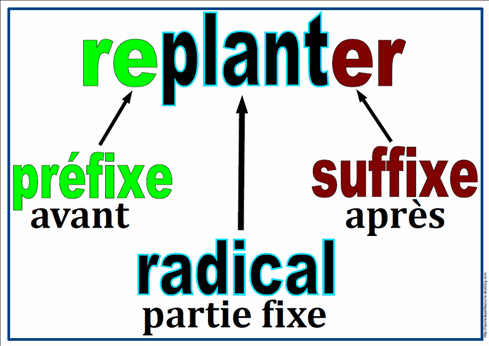 replanter
préfixe
avant
suffixe
après
radical
partie fixe